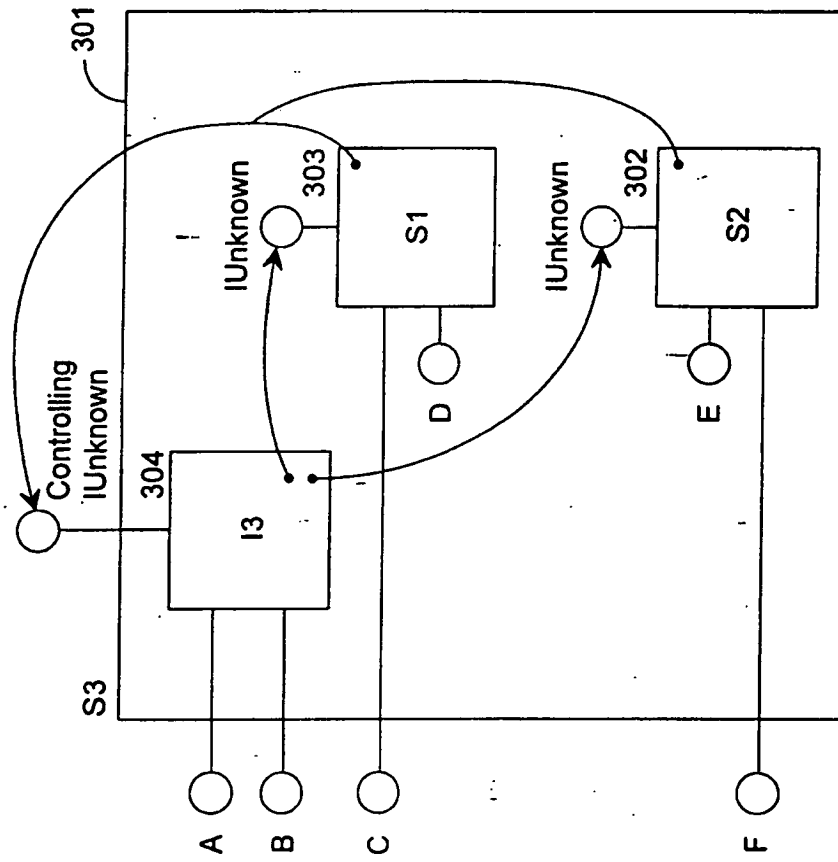 301
S3
Controlling
IUnknown
304
I3
IUnknown
303
S1
D
IUnknown
302
S2
E
A
B
C
F